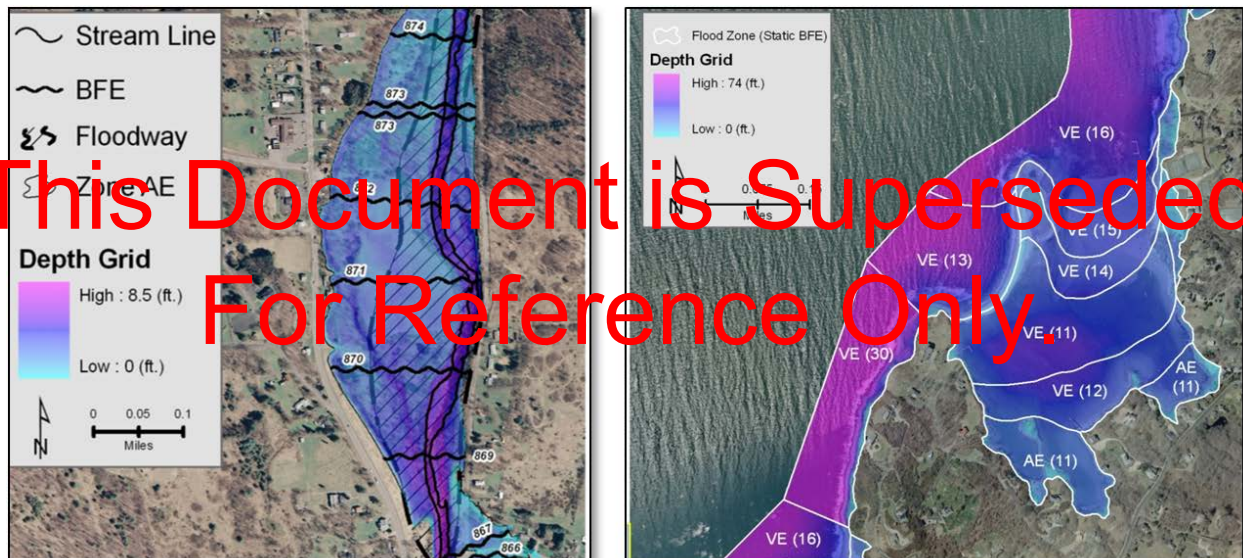 Stream Line
BFE
Floodway
Zone AE
Depth Grid
High : 8.5 (ft.)
Low : 0 (ft.)
N
0 0.05 0.1
Miles
874
873
873
872
871
870
869
867
866
Flood Zone (Static BFE)
Depth Grid
High : 74 (ft.)
Low : 0 (ft.)
N
Miles
VE (16)
VE (15)
VE (14)
VE (13)
VE (11)
VE (30)
VE (12)
AE
(11)
AE (11)
VE (16)
This Document is Superseded
For Reference Only.